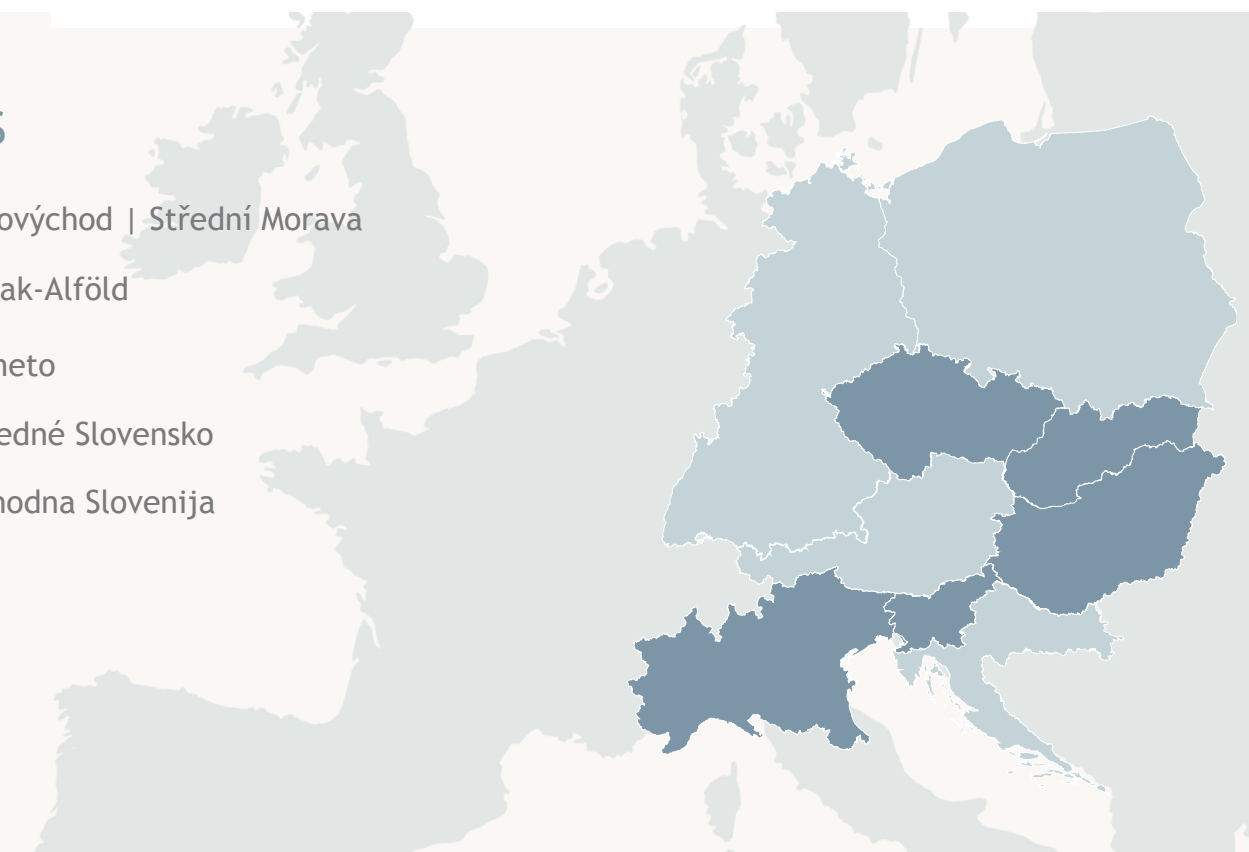 s
ovýchod | Střední Morava
ak-Alföld
neto
edné Slovensko
hodna Slovenija